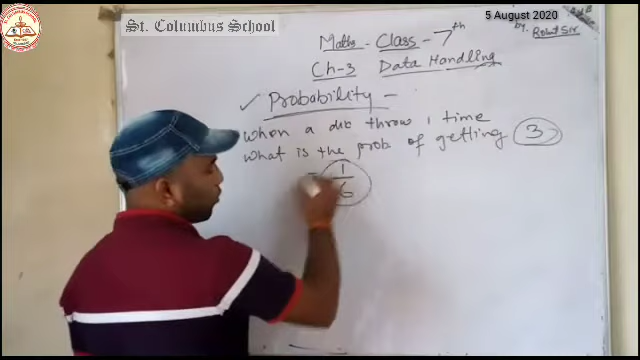 St. Columbus School
5 August 2020
Maths - Class - 7th
by. Rohit Sir
Ch-3 Data Handling
✓ Probability -
when a die throw 1 time
what is the prob of getting 3
= 1/6